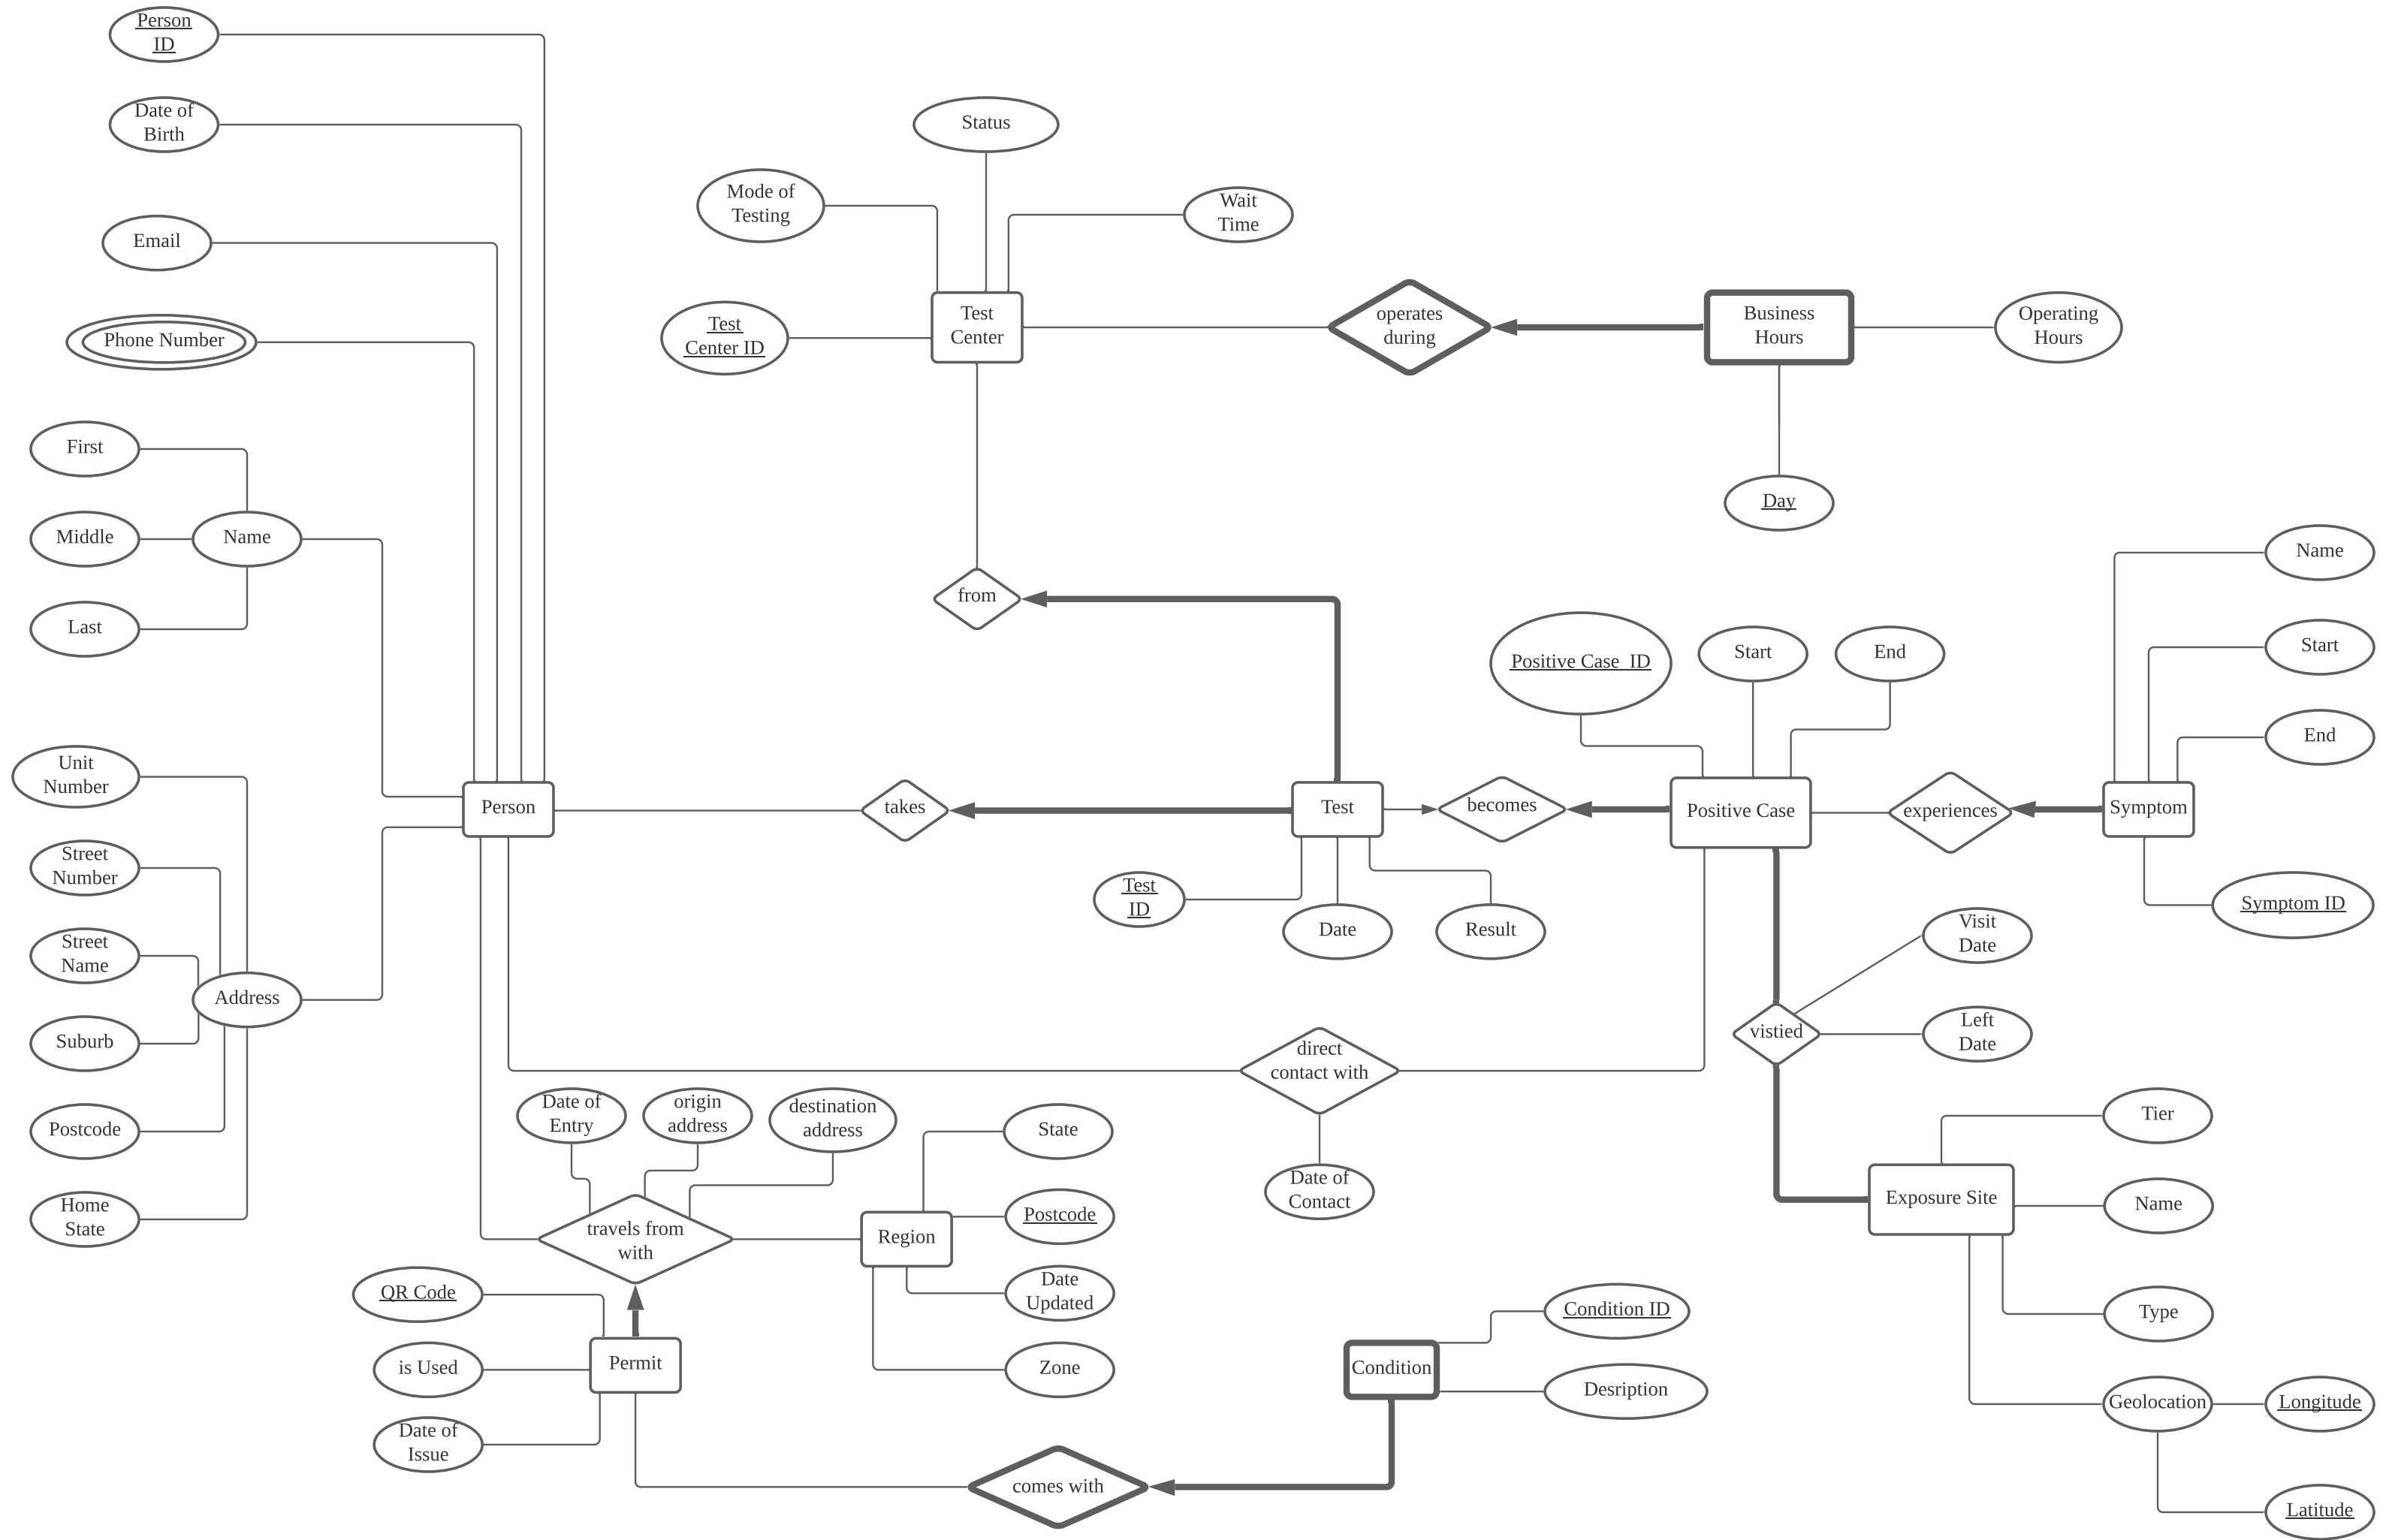 Person
ID
Date of
Birth
Email
Phone Number
First
Middle
Name
Last
Unit
Number
Street
Number
Street
Name
Address
Suburb
Postcode
Home
State
Person
Status
Mode of
Testing
Wait
Time
Test
Center ID
Test
Center
operates
during
Business
Hours
Operating
Hours
Day
from
takes
Test
becomes
Positive Case
experiences
Symptom
Positive Case  ID
Start
End
Name
Start
End
Symptom ID
Test
ID
Date
Result
Visit
Date
vistied
Left
Date
direct
contact with
Date of
Contact
Date of
Entry
origin
address
destination
address
travels from
with
State
Region
Postcode
Date
Updated
Zone
QR Code
is Used
Permit
Date of
Issue
comes with
Condition
Condition ID
Desription
Tier
Exposure Site
Name
Type
Geolocation
Longitude
Latitude